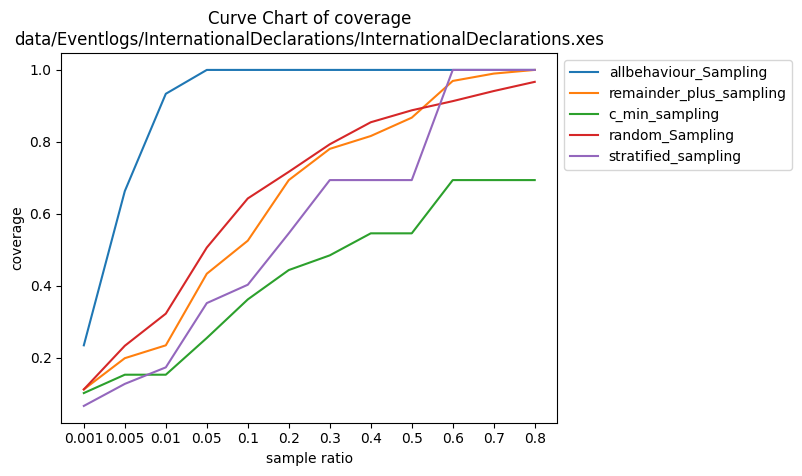 Curve Chart of coverage
data/Eventlogs/InternationalDeclarations/InternationalDeclarations.xes
1.0
0.8
0.6
0.4
0.2
coverage
0.001 0.005 0.01 0.05 0.1 0.2 0.3 0.4 0.5 0.6 0.7 0.8
sample ratio
allbehaviour_Sampling
remainder_plus_sampling
c_min_sampling
random_Sampling
stratified_sampling